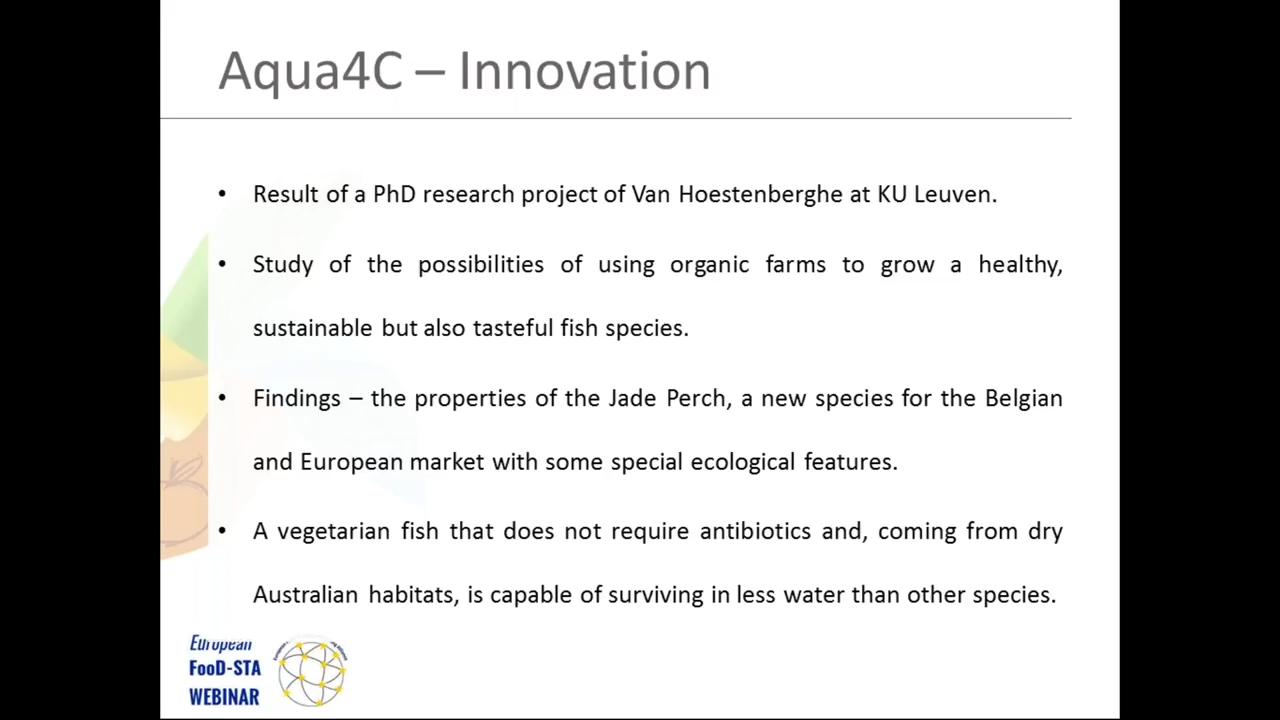 Aqua4C – Innovation
• Result of a PhD research project of Van Hoestenberghe at KU Leuven.
• Study of the possibilities of using organic farms to grow a healthy,
sustainable but also tasteful fish species.
• Findings – the properties of the Jade Perch, a new species for the Belgian
and European market with some special ecological features.
• A vegetarian fish that does not require antibiotics and, coming from dry
Australian habitats, is capable of surviving in less water than other species.
European
FooD-STA
WEBINAR